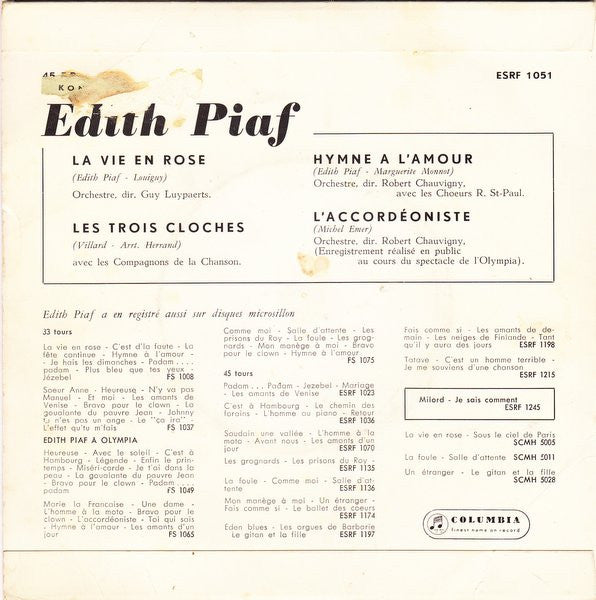 ESRF 1051
Edith Piaf
LA VIE EN ROSE
(Edith Piaf - Louiguy)
Orchestre, dir. Guy Luypaerts.
LES TROIS CLOCHES
(Villard - Arrt. Herrand)
avec les Compagnons de la Chanson.
HYMNE A L'AMOUR
(Edith Piaf - Marguerite Monnot)
Orchestre, dir. Robert Chauvigny,
avec les Choeurs R. St-Paul.
L'ACCORDÉONISTE
(Michel Emer)
Orchestre, dir. Robert Chauvigny,
(Enregistrement réalisé en public
au cours du spectacle de l'Olympia).
Edith Piaf a en registré aussi sur disques microsillon
33 tours
La vie en rose - C'est d'la faute - La
fête continue - Hymne à l'amour -
- Je hais les dimanches - Padam....
padam - Plus bleu que tes yeux -
Jézebel FS 1008
Soeur Anne - Heureuse - N'y va pas
Manuel - Et moi - Les amants de
Venise - Bravo pour le clown - La
goualante du pauvre Jean - Johnny
tu n'es pas un ange - Le "ça ira" -
L'effet qu'tu m'fais FS 1037
EDITH PIAF A OLYMPIA
Heureuse - Avec le soleil - C'est à
Hambourg - Légende - Enfin le prin-
temps - Miséri-corde - Je t'ai dans la
peau - La goualante du pauvre Jean
- Bravo pour le clown - Padam....
padam FS 1049
Marie la Francaise - Une dame -
L'homme à la moto - Bravo pour le
clown - L'accordéoniste - Toi qui sais
- Hymne à l'amour - Les amants d'un
jour FS 1065
Comme moi - Salle d'attente - Les
prisons du Roy - La foule - Les grog-
nards - Mon manège à moi - Bravo
pour le clown - Hymne à l'amour.
FS 1075
45 tours
Padam... Padam - Jezebel - Mariage
- Les amants de Venise ESRF 1023
C'est à Hambourg - Le chemin des
forains - L'homme au piano - Retour
ESRF 1036
Soudain une vallée - L'homme à la
moto - Avant nous - Les amants d'un
jour ESRF 1070
Les grognards - Les prisons du Roy -
ESRF 1135
La foule - Comme moi - Salle d'at-
tente ESRF 1136
Mon manège à moi - Un étranger -
Fais comme si - Le ballet des coeurs
ESRF 1174
Eden blues - Les orgues de Barbarie
Le gitan et la fille ESRF 1197
Fais comme si - Les amants de de-
main - Les neiges de Finlande - Tant
qu'il y aura des jours ESRF 1198
Tatave - C'est un homme terrible -
Je me souviens d'une chanson
ESRF 1215
Milord - Je sais comment
ESRF 1245
La vie en rose - Sous le ciel de Paris
SCMH 5005
La foule - Salle d'attente SCMH 5011
Un étranger - Le gitan et la fille
SCMH 5028
COLUMBIA
finest name on record